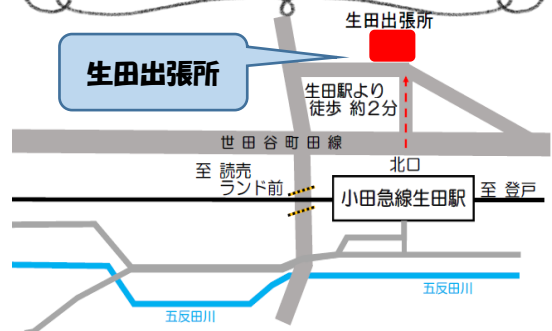 生田出張所
生田出張所
生田駅より
徒歩 約2分
世田谷町田線
北口
至 読売
ランド前
小田急線生田駅
至 登戸
五反田川
五反田川